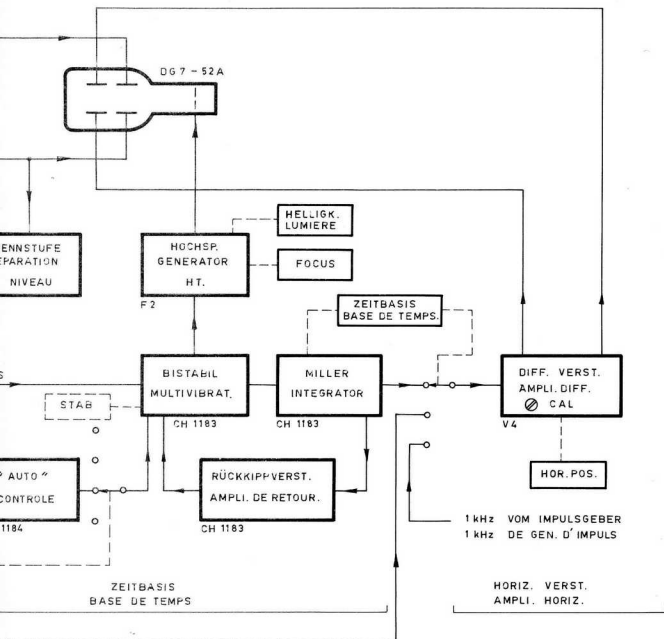 DG7-52A
HELLIGK.
LUMIERE
ENNSTUFE
EPARATION
NIVEAU
HOCHSP.
GENERATOR
HT.
FOCUS
F2
ZEITBASIS
BASE DE TEMPS.
S
BISTABIL
MULTIVIBRAT.
MILLER
INTEGRATOR
DIFF. VERST.
AMPLI. DIFF.
CAL
STAB
CH 1183
CH 1183
V4
" AUTO "
CONTROLE
RÜCKKIPPVERST.
AMPLI. DE RETOUR.
HOR. POS.
1184
CH 1183
1 kHz VOM IMPULSGEBER
1 kHz DE GEN. D'IMPULS
ZEITBASIS
BASE DE TEMPS
HORIZ. VERST.
AMPLI. HORIZ.